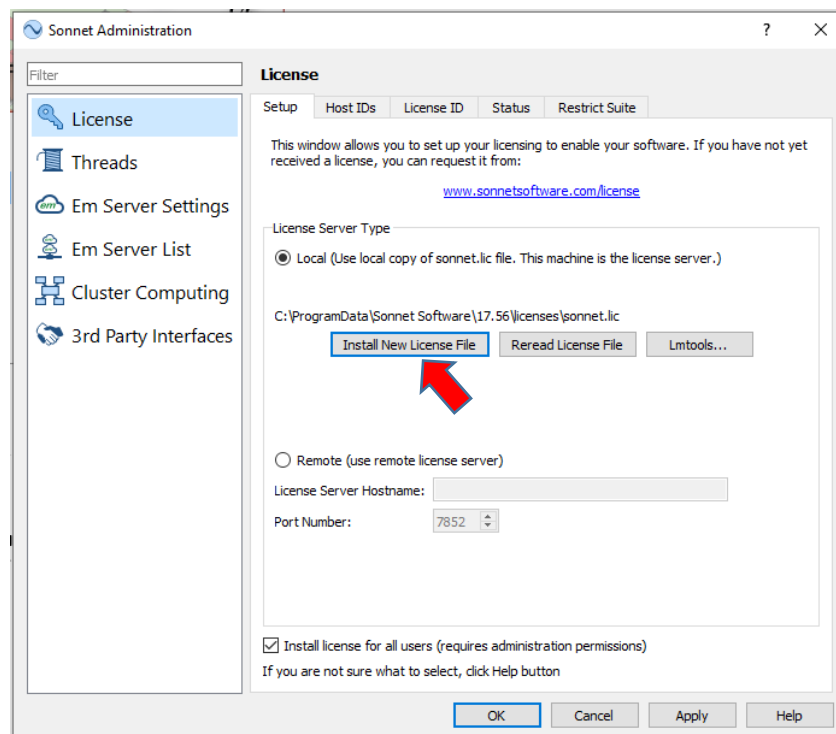 Sonnet Administration
?
Filter
License
Threads
Em Server Settings
Em Server List
Cluster Computing
3rd Party Interfaces
License
Setup Host IDs License ID Status Restrict Suite
This window allows you to set up your licensing to enable your software. If you have not yet
received a license, you can request it from:
www.sonnetsoftware.com/license
License Server Type
Local (Use local copy of sonnet.lic file. This machine is the license server.)
C:\ProgramData\Sonnet Software\17.56\licenses\sonnet.lic
Install New License File Reread License File Lmtools...
Remote (use remote license server)
License Server Hostname:
Port Number: 7852
Install license for all users (requires administration permissions)
If you are not sure what to select, click Help button
OK Cancel Apply Help